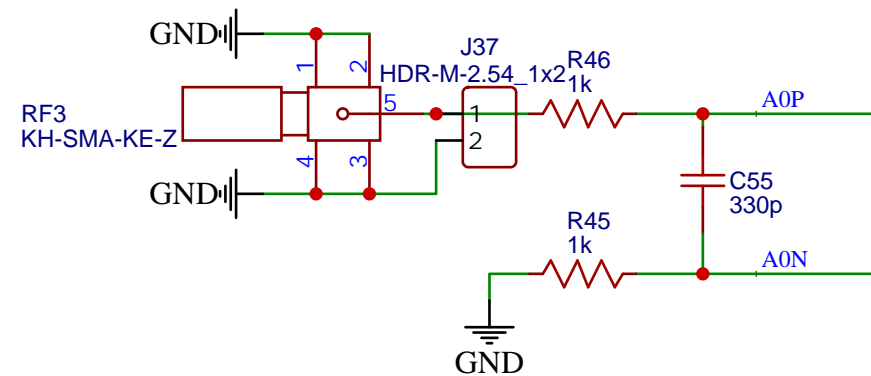 GND
J37
HDR-M-2.54_1x2
R46
1k
1
2
5
1
2
A0P
RF3
KH-SMA-KE-Z
4
3
GND
C55
330p
R45
1k
A0N
GND